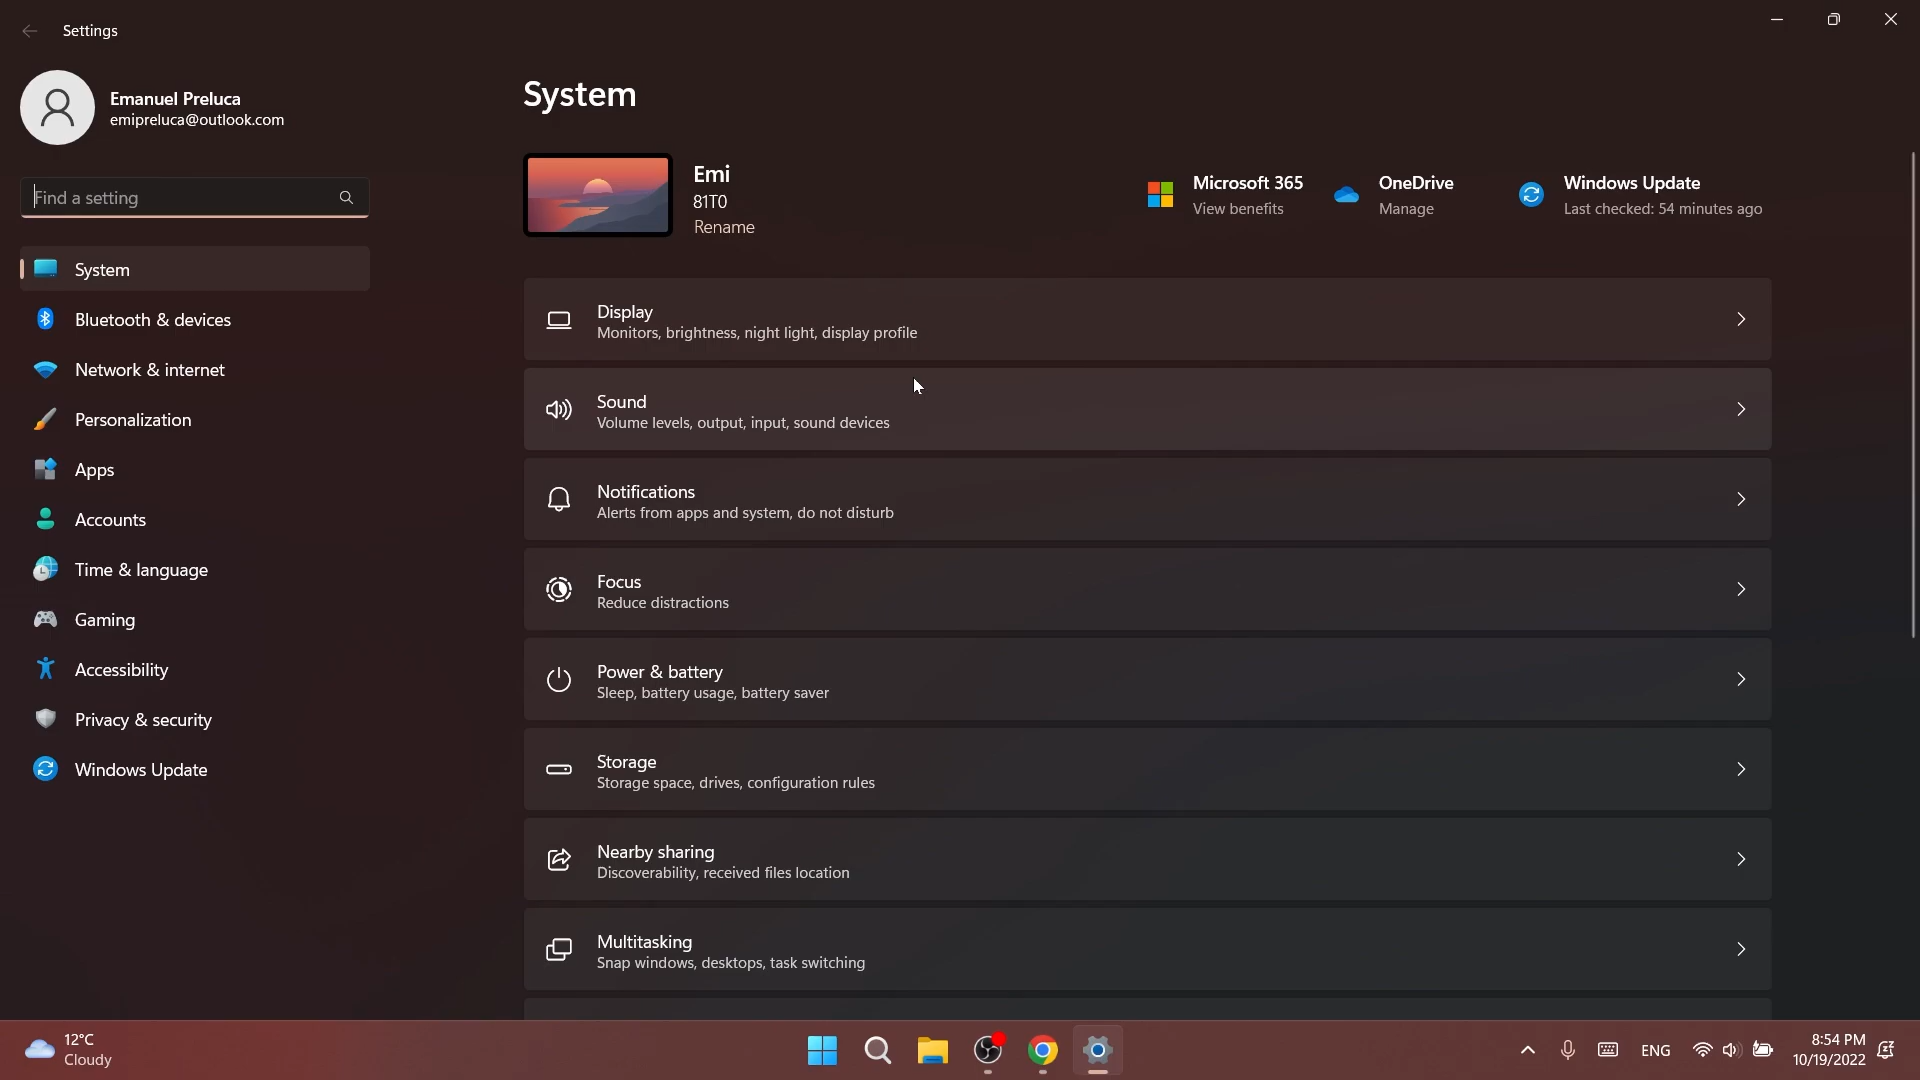 Settings
Emanuel Preluca
emipreluca@outlook.com
Find a setting
System
Bluetooth & devices
Network & internet
Personalization
Apps
Accounts
Time & language
Gaming
Accessibility
Privacy & security
Windows Update
System
Emi
81T0
Rename
Microsoft 365
View benefits
OneDrive
Manage
Windows Update
Last checked: 54 minutes ago
Display
Monitors, brightness, night light, display profile
Sound
Volume levels, output, input, sound devices
Notifications
Alerts from apps and system, do not disturb
Focus
Reduce distractions
Power & battery
Sleep, battery usage, battery saver
Storage
Storage space, drives, configuration rules
Nearby sharing
Discoverability, received files location
Multitasking
Snap windows, desktops, task switching
12°C
Cloudy
ENG
8:54 PM
10/19/2022